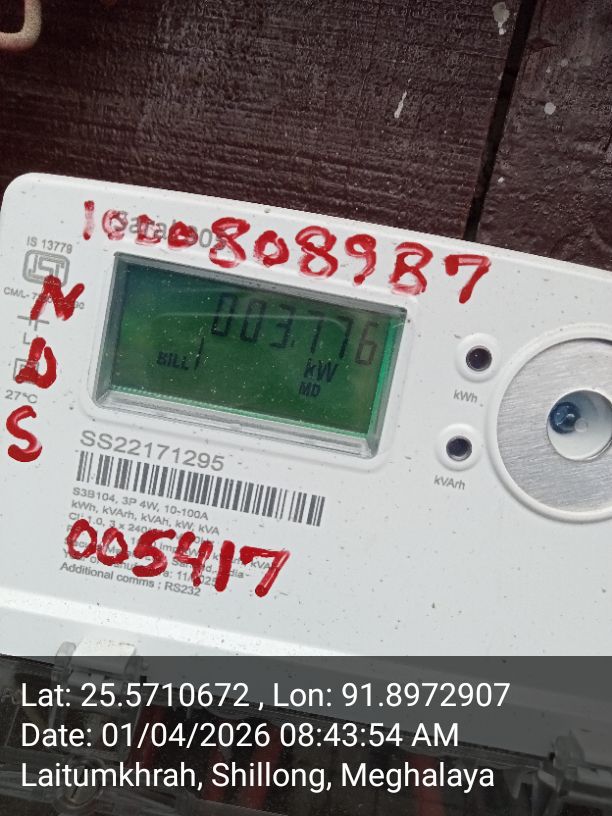 IS 13779
1000808987
N
D
S
27°C
003.776
BILL 1
kW
MD
kWh
kVArh
SS22171295
S3B104, 3P 4W, 10-100A
kWh, kVArh, kVAh, kW, kVA
005417
Additional comms : RS232
Lat: 25.5710672 , Lon: 91.8972907
Date: 01/04/2026 08:43:54 AM
Laitumkhrah, Shillong, Meghalaya